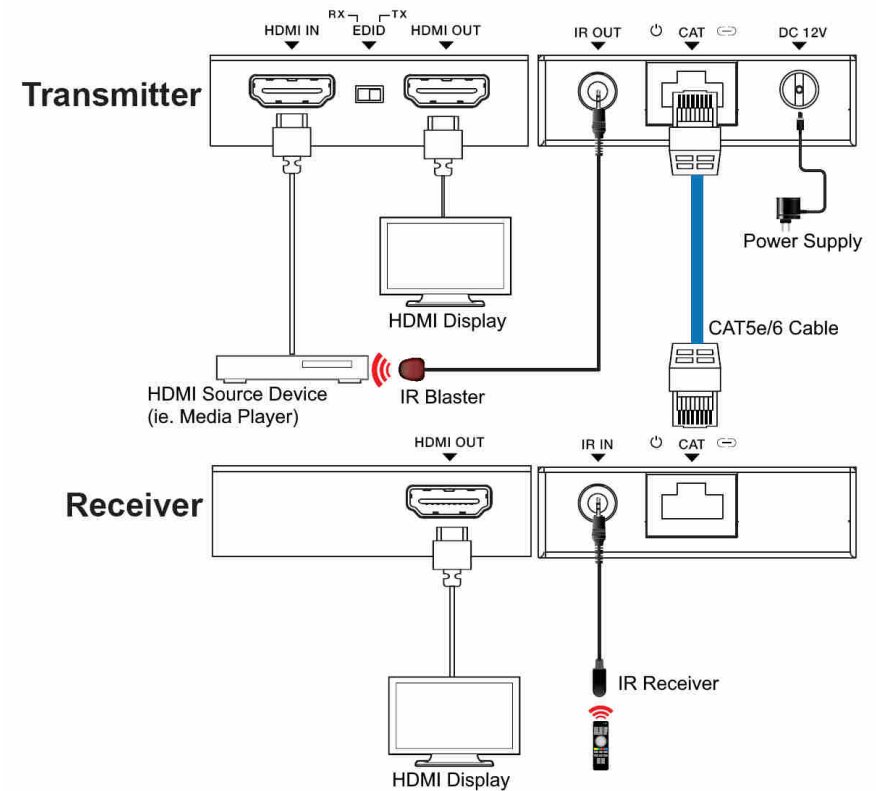 RX TX
HDMI IN EDID HDMI OUT IR OUT CAT DC 12V
Transmitter
Power Supply
HDMI Display
CAT5e/6 Cable
HDMI Source Device
(ie. Media Player)
IR Blaster
HDMI OUT IR IN CAT
Receiver
IR Receiver
HDMI Display